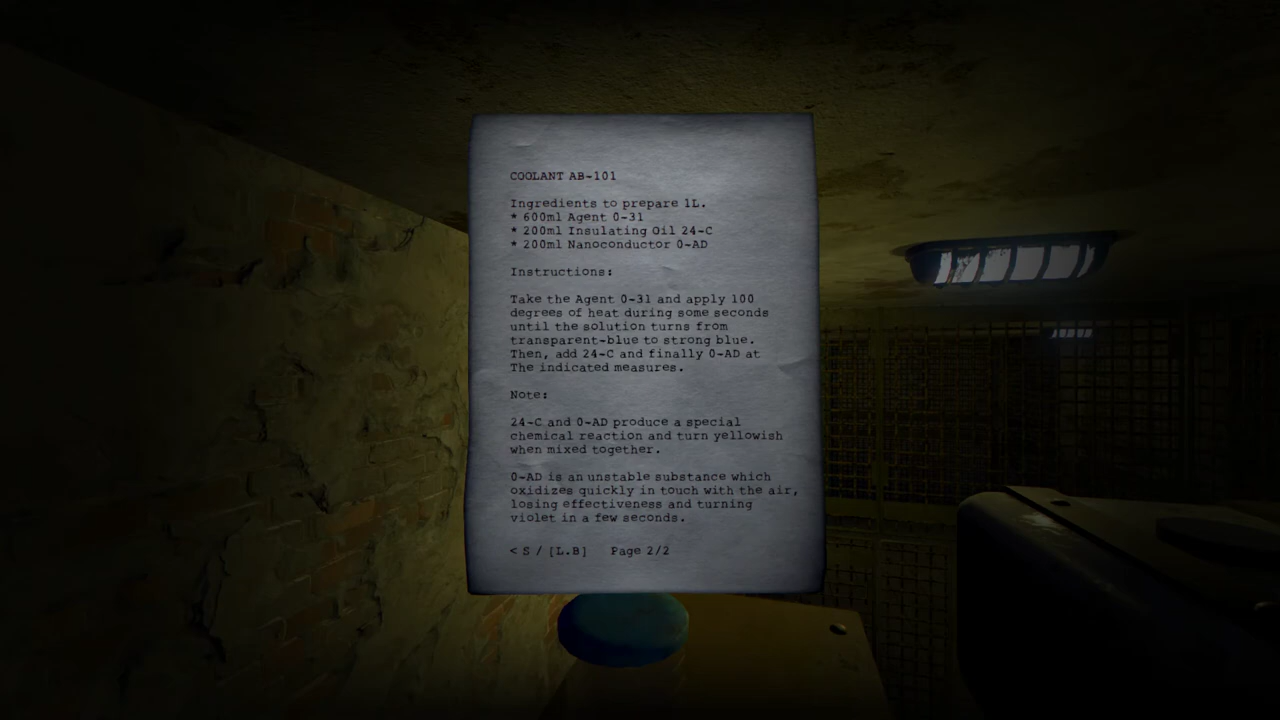 COOLANT AB-101
Ingredients to prepare 1L.
* 600ml Agent 0-31
* 200ml Insulating Oil 24-C
* 200ml Nanoconductor 0-AD
Instructions:
Take the Agent 0-31 and apply 100
degrees of heat during some seconds
until the solution turns from
transparent-blue to strong blue.
Then, add 24-C and finally 0-AD at
The indicated measures.
Note:
24-C and 0-AD produce a special
chemical reaction and turn yellowish
when mixed together.
0-AD is an unstable substance which
oxidizes quickly in touch with the air,
losing effectiveness and turning
violet in a few seconds.
< S / [L.B]   Page 2/2